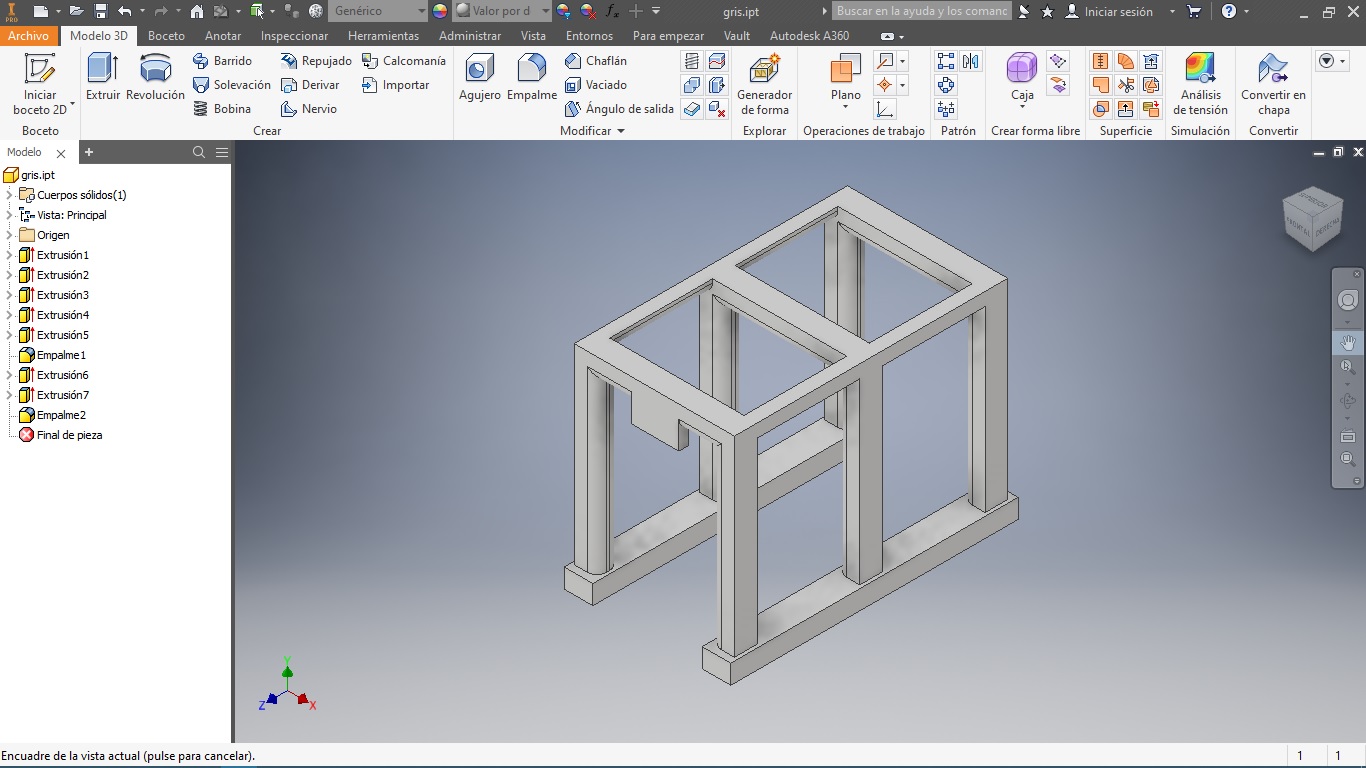 I
PRO
Genérico
Valor por d
fx
gris.ipt
Buscar en la ayuda y los comanc
Iniciar sesión
?
Archivo
Modelo 3D
Boceto
Anotar
Inspeccionar
Herramientas
Administrar
Vista
Entornos
Para empezar
Vault
Autodesk A360
Iniciar
boceto 2D
Boceto
Extruir
Revolución
Barrido
Solevación
Bobina
Repujado
Derivar
Nervio
Calcomanía
Importar
Crear
Agujero
Empalme
Chaflán
Vaciado
Ángulo de salida
Modificar
Generador
de forma
Explorar
Plano
Operaciones de trabajo
Patrón
Caja
Crear forma libre
Superficie
Análisis
de tensión
Simulación
Convertir en
chapa
Convertir
Modelo
gris.ipt
Cuerpos sólidos(1)
Vista: Principal
Origen
Extrusión1
Extrusión2
Extrusión3
Extrusión4
Extrusión5
Empalme1
Extrusión6
Extrusión7
Empalme2
Final de pieza
SUPERIOR
FRONTAL
DERECHA
Y
Z
X
Encuadre de la vista actual (pulse para cancelar).
1
1